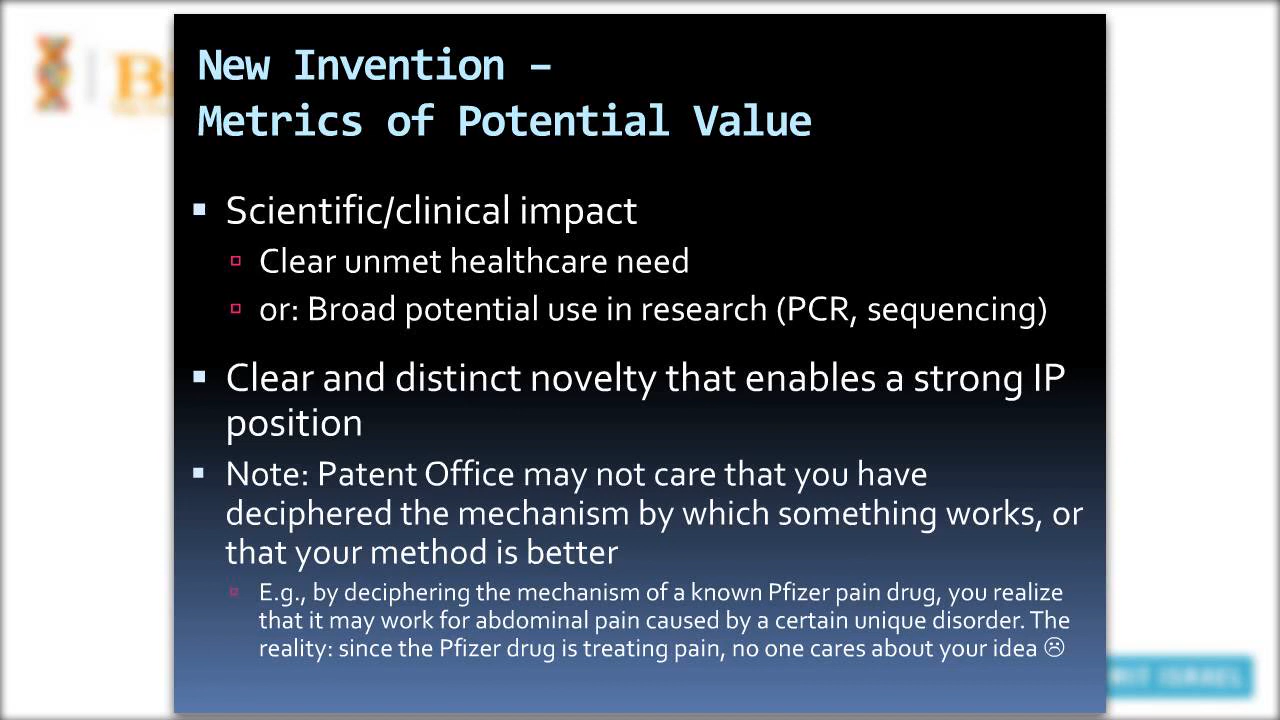 New Invention –
Metrics of Potential Value
Scientific/clinical impact
Clear unmet healthcare need
or: Broad potential use in research (PCR, sequencing)
Clear and distinct novelty that enables a strong IP
position
Note: Patent Office may not care that you have
deciphered the mechanism by which something works, or
that your method is better
E.g., by deciphering the mechanism of a known Pfizer pain drug, you realize
that it may work for abdominal pain caused by a certain unique disorder. The
reality: since the Pfizer drug is treating pain, no one cares about your idea ☹
MIT ISRAEL